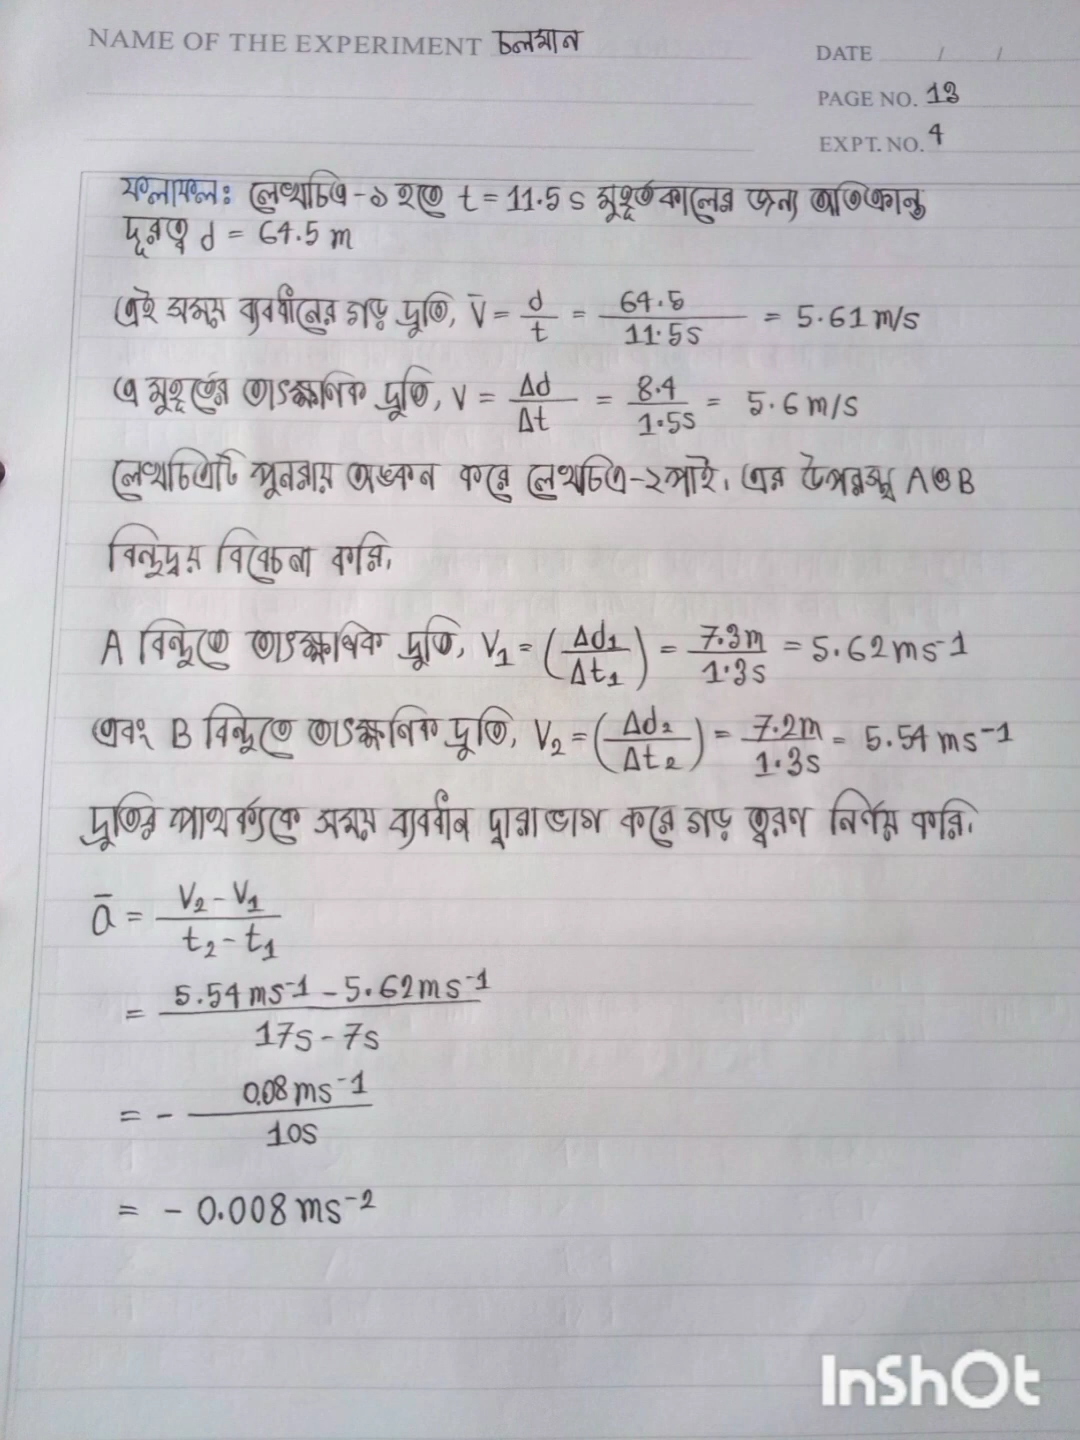 NAME OF THE EXPERIMENT চলমান
DATE / /
PAGE NO. 13
EXPT. NO. 4
ফলাফল: লেখচিত্র-১ হতে t = 11.5 s মুহূর্তকালের জন্য অতিক্রান্ত
দূরত্ব d = 64.5 m
এই সময় ব্যবধানের গড় দ্রুতি, V̄ = d/t = 64.5/11.5s = 5.61 m/s
এ মুহূর্তের তাৎক্ষণিক দ্রুতি, V = Δd/Δt = 8.4/1.5s = 5.6 m/s
লেখচিত্রটি পুনরায় অঙ্কন করে লেখচিত্র-২ পাই। এর উপরস্থ A ও B
বিন্দুদ্বয় বিবেচনা করি।
A বিন্দুতে তাৎক্ষণিক দ্রুতি, V₁ = (Δd₁/Δt₁) = 7.3m/1.3s = 5.62 ms⁻¹
এবং B বিন্দুতে তাৎক্ষণিক দ্রুতি, V₂ = (Δd₂/Δt₂) = 7.2m/1.3s = 5.54 ms⁻¹
দ্রুতির পার্থক্যকে সময় ব্যবধান দ্বারা ভাগ করে গড় ত্বরণ নির্ণয় করি।
ā = V₂ - V₁ / t₂ - t₁
= 5.54 ms⁻¹ - 5.62 ms⁻¹ / 17s - 7s
= - 0.08 ms⁻¹ / 10s
= - 0.008 ms⁻²
InShOt